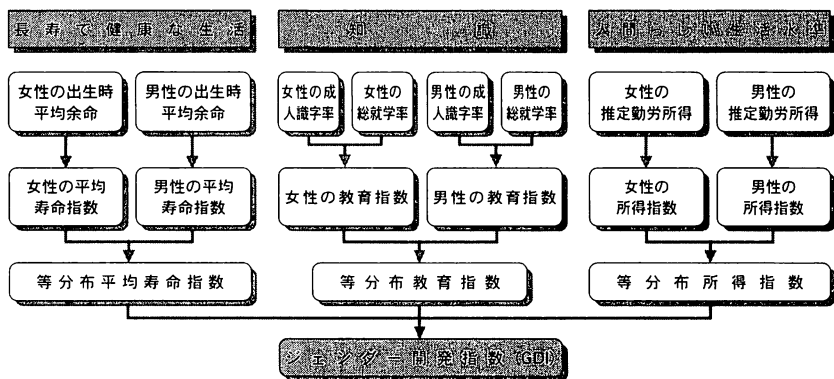 長寿で健康な生活
知識
人間らしい生活水準
女性の出生時
平均余命
男性の出生時
平均余命
女性の成
人識字率
女性の
総就学率
男性の成
人識字率
男性の
総就学率
女性の
推定勤労所得
男性の
推定勤労所得
女性の平均
寿命指数
男性の平均
寿命指数
女性の教育指数
男性の教育指数
女性の
所得指数
男性の
所得指数
等分布平均寿命指数
等分布教育指数
等分布所得指数
ジェンダー開発指数(GDI)